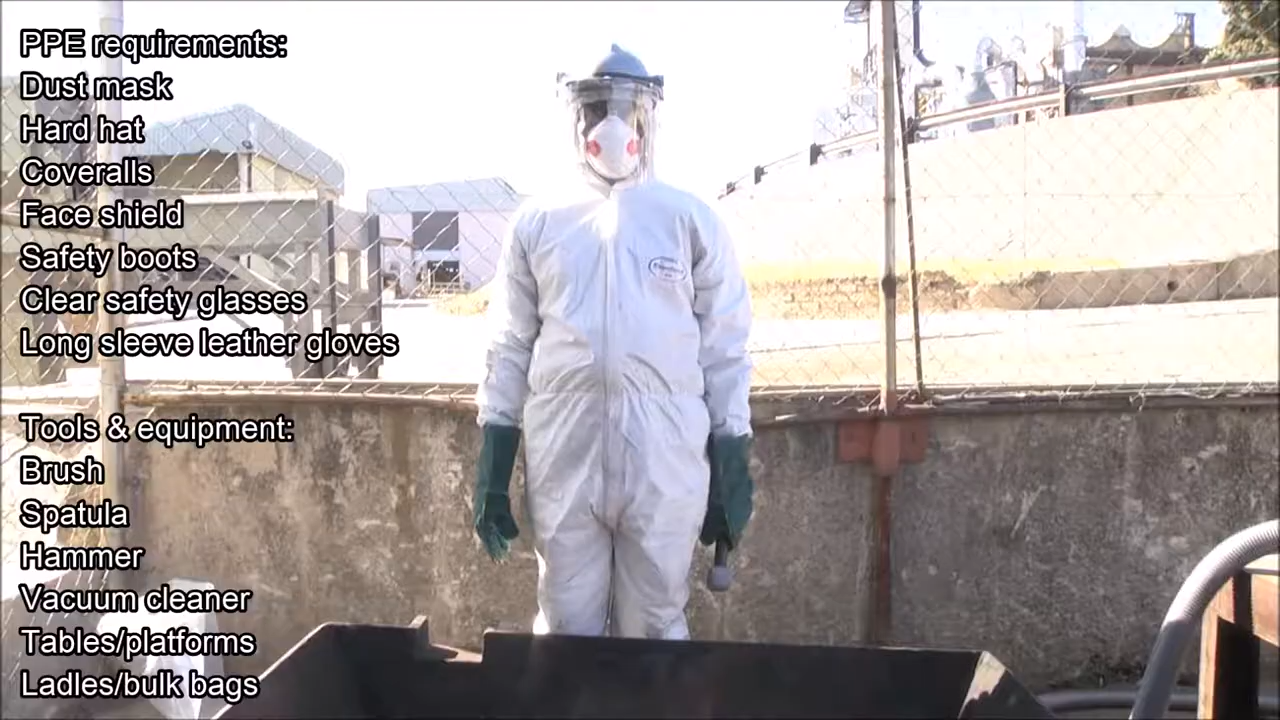 PPE requirements:
Dust mask
Hard hat
Coveralls
Face shield
Safety boots
Clear safety glasses
Long sleeve leather gloves
Tools & equipment:
Brush
Spatula
Hammer
Vacuum cleaner
Tables/platforms
Ladles/bulk bags